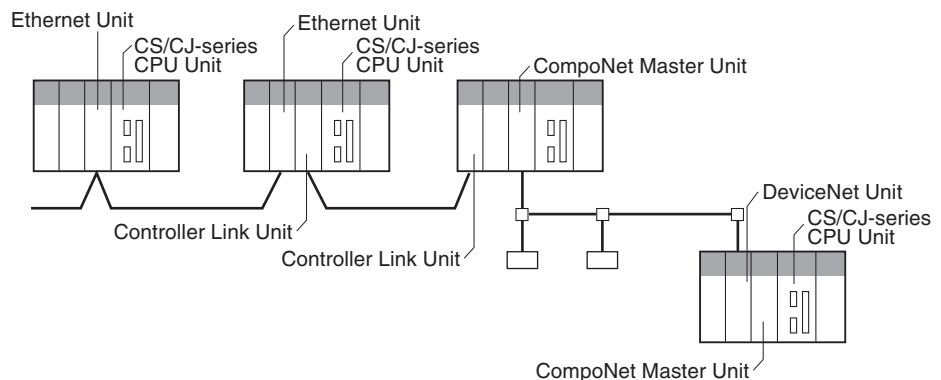 Ethernet Unit
CS/CJ-series
CPU Unit
Ethernet Unit
CS/CJ-series
CPU Unit
CompoNet Master Unit
Controller Link Unit
Controller Link Unit
DeviceNet Unit
CS/CJ-series
CPU Unit
CompoNet Master Unit